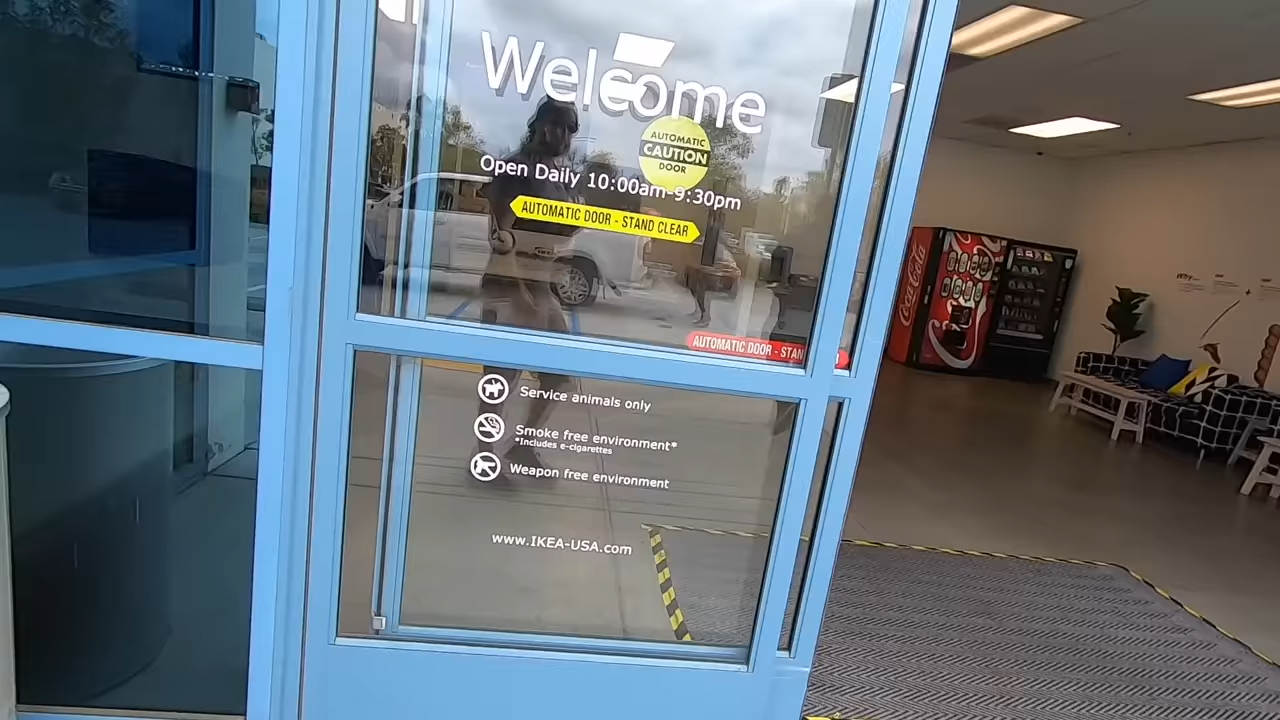 Welcome
AUTOMATIC
CAUTION
DOOR
Open Daily 10:00am-9:30pm
AUTOMATIC DOOR - STAND CLEAR
AUTOMATIC DOOR - STAN
Service animals only
Smoke free environment*
*Includes e-cigarettes
Weapon free environment
www.IKEA-USA.com
Coca-Cola
Why